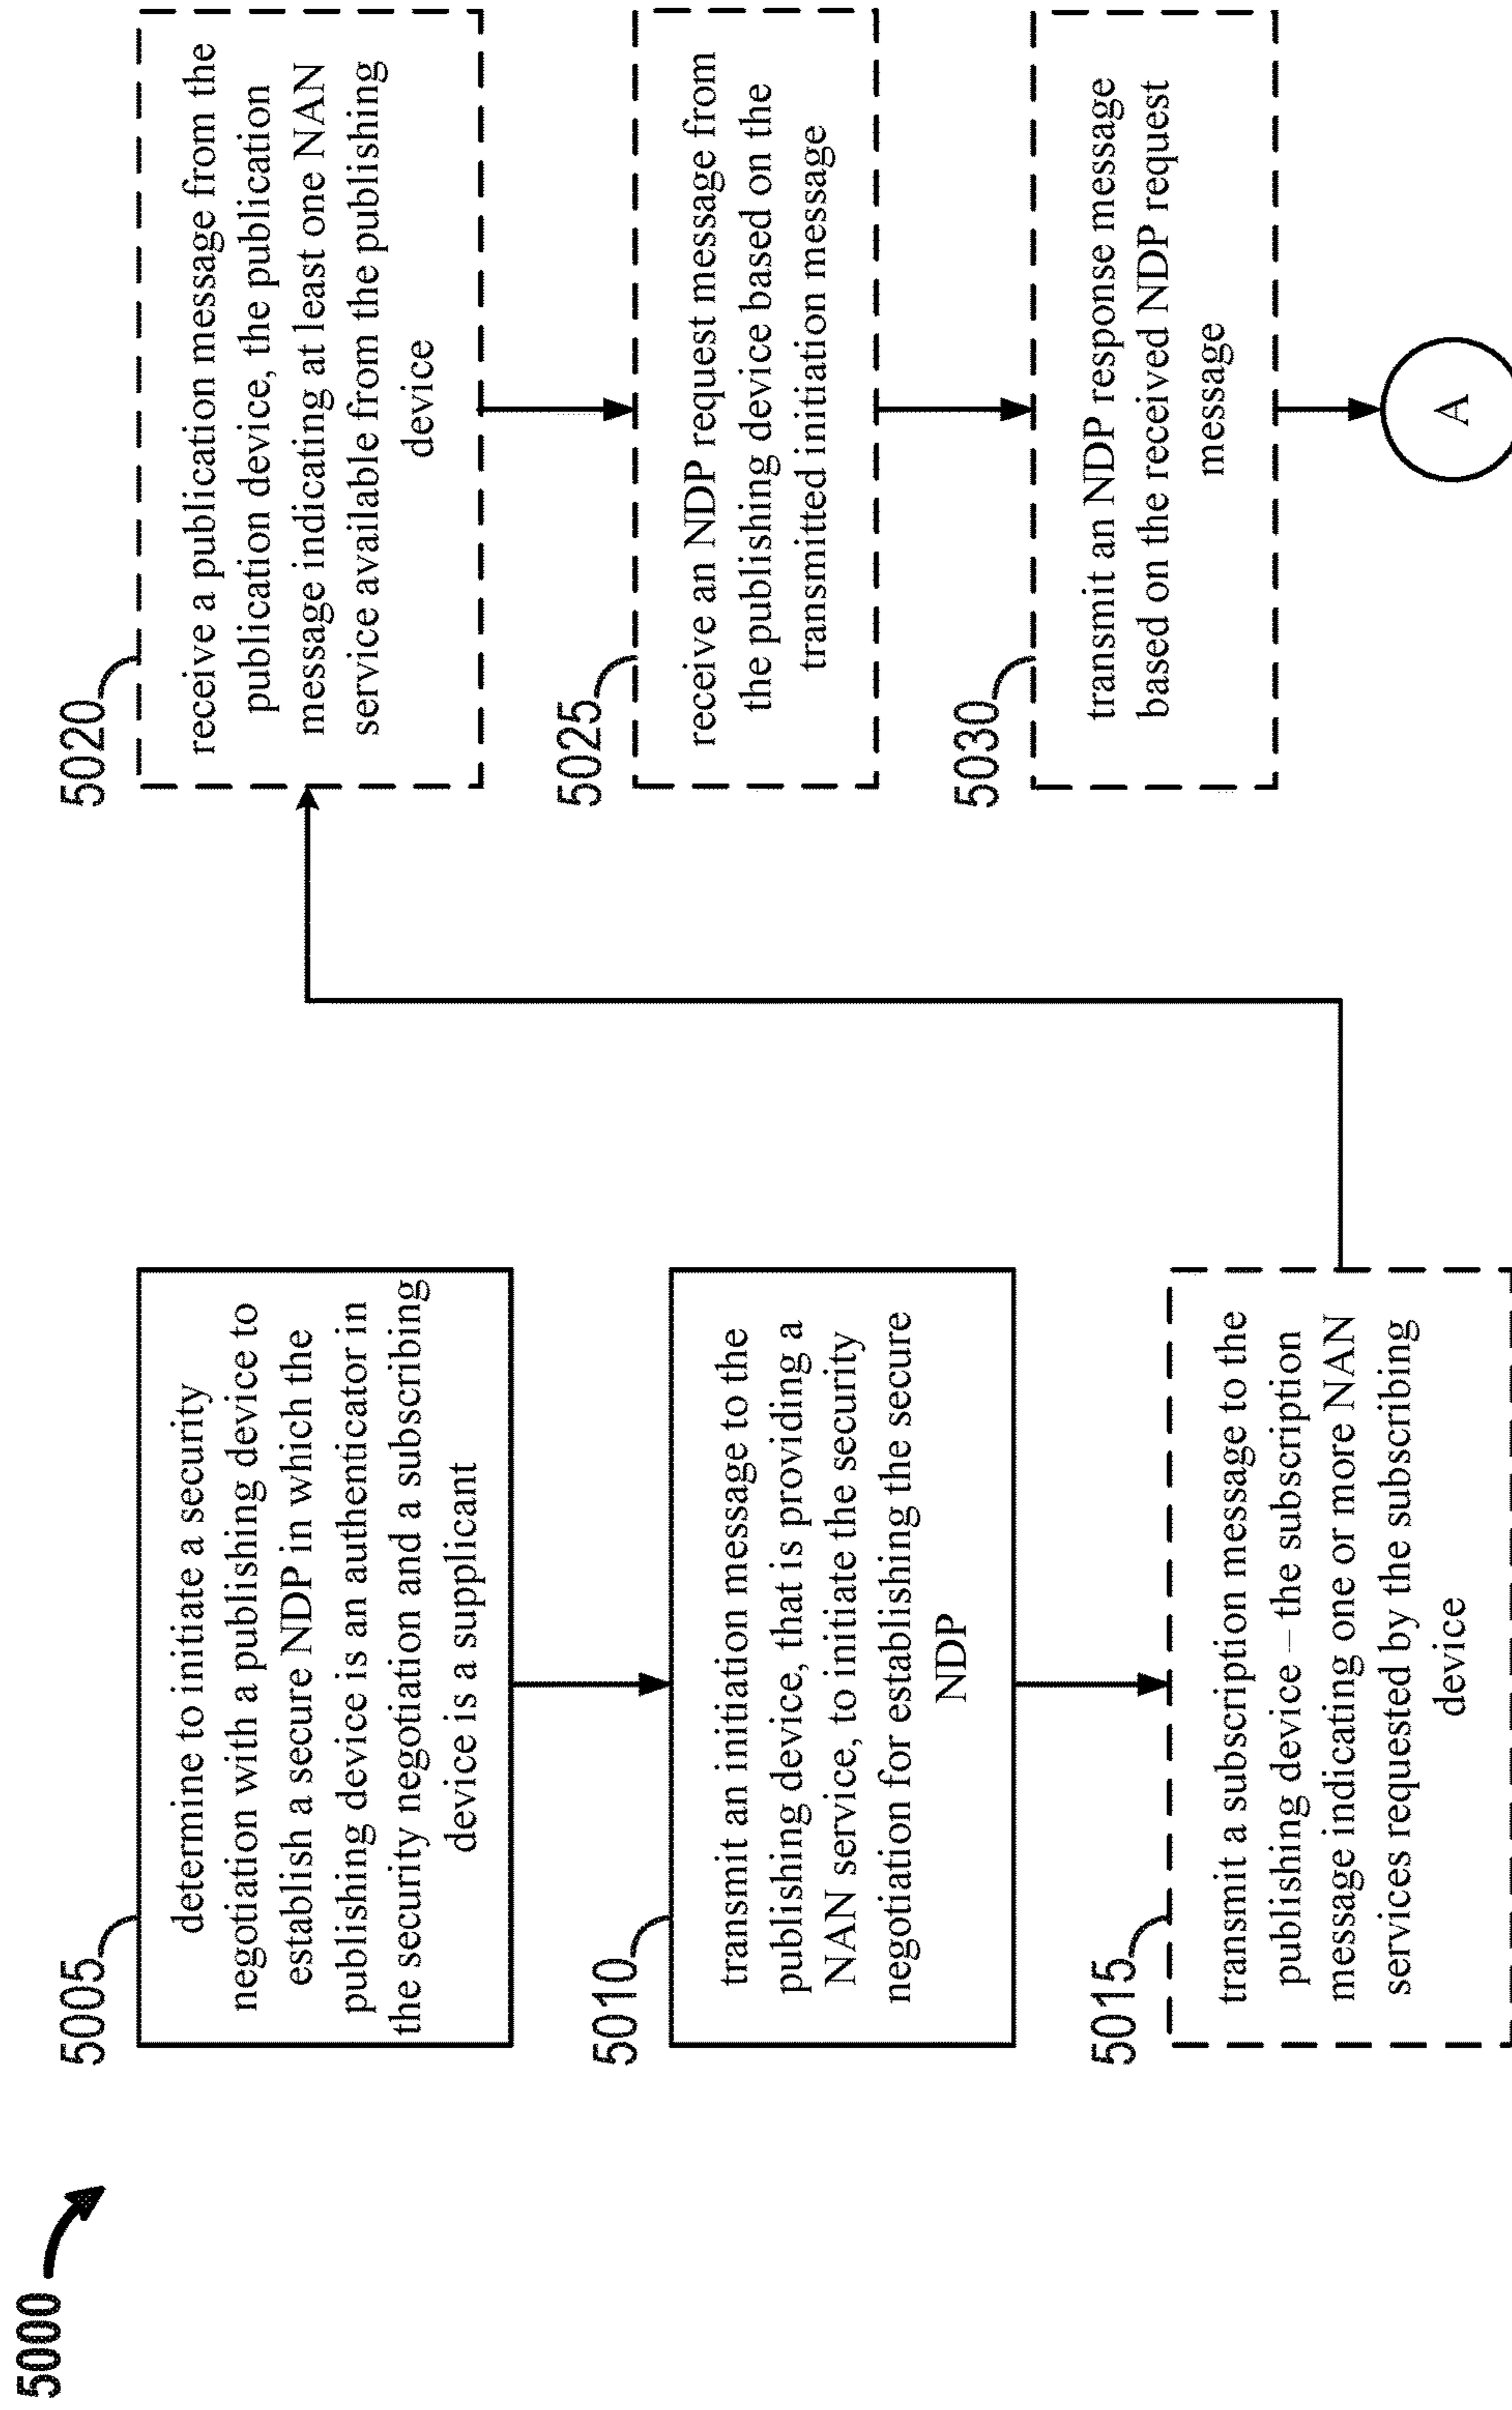 5000
5005
determine to initiate a security
negotiation with a publishing device to
establish a secure NDP in which the
publishing device is an authenticator in
the security negotiation and a subscribing
device is a supplicant
5010
transmit an initiation message to the
publishing device, that is providing a
NAN service, to initiate the security
negotiation for establishing the secure
NDP
5015
transmit a subscription message to the
publishing device – the subscription
message indicating one or more NAN
services requested by the subscribing
device
5020
receive a publication message from the
publication device, the publication
message indicating at least one NAN
service available from the publishing
device
5025
receive an NDP request message from
the publishing device based on the
transmitted initiation message
5030
transmit an NDP response message
based on the received NDP request
message
A